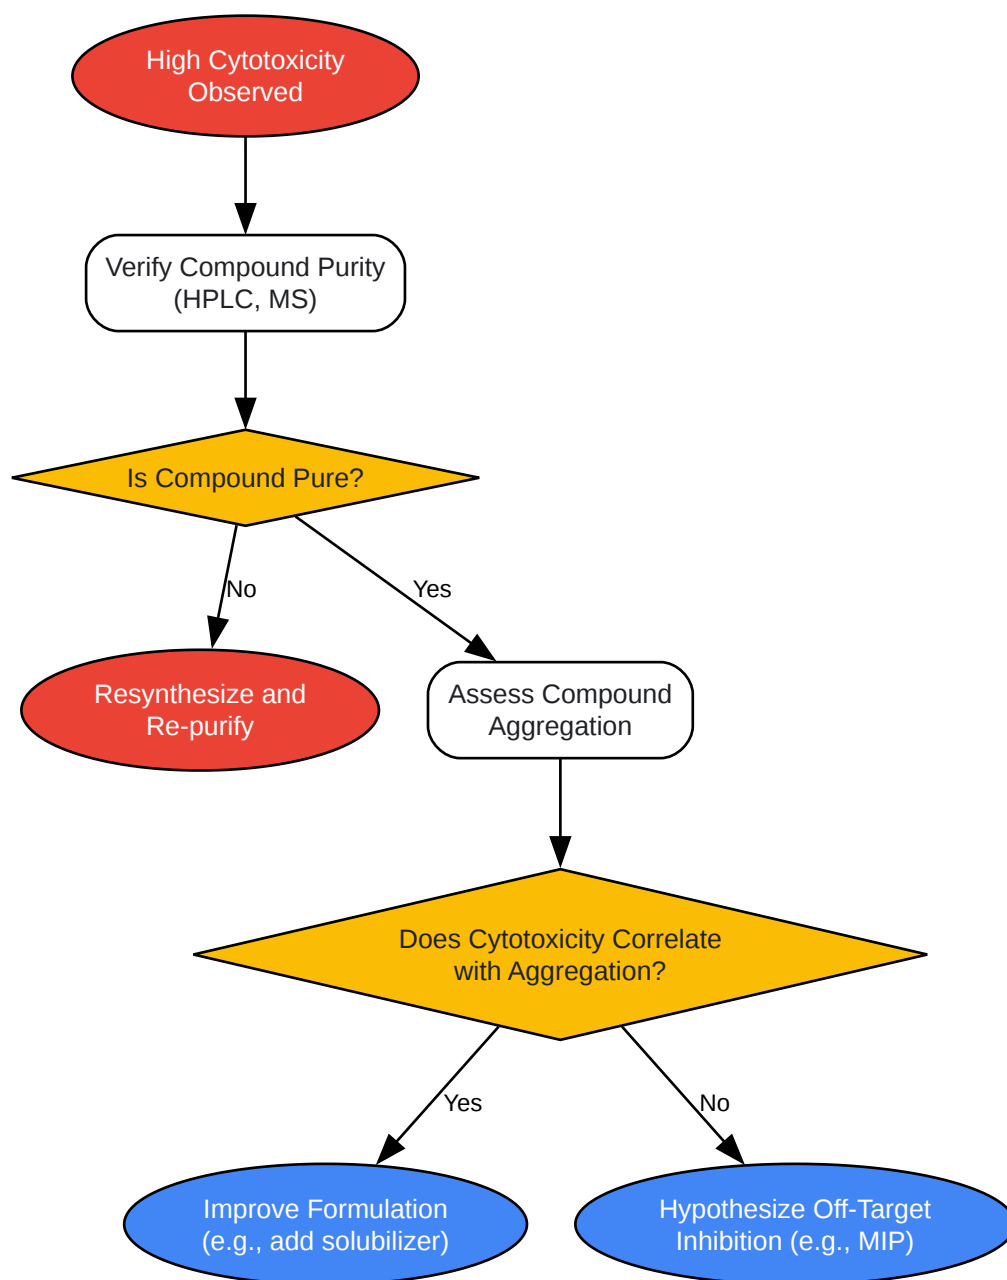 High Cytotoxicity
Observed
Verify Compound Purity
(HPLC, MS)
Is Compound Pure?
No
Yes
Resynthesize and
Re-purify
Assess Compound
Aggregation
Does Cytotoxicity Correlate
with Aggregation?
Yes
No
Improve Formulation
(e.g., add solubilizer)
Hypothesize Off-Target
Inhibition (e.g., MIP)